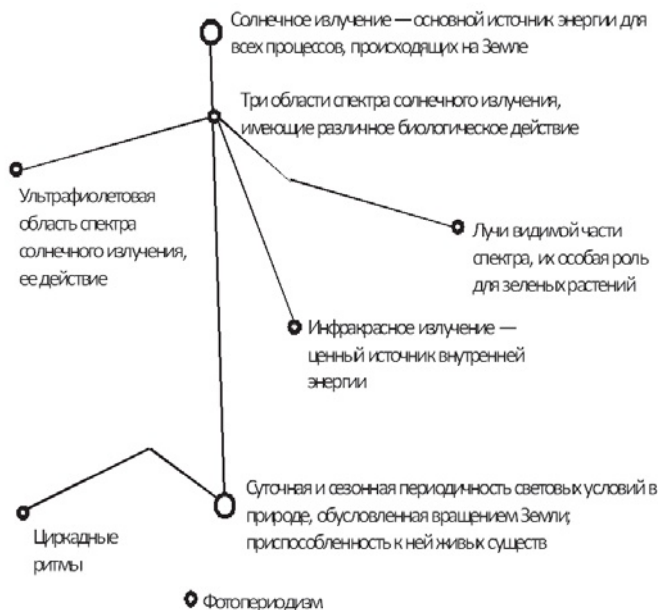 Солнечное излучение — основной источник энергии для
всех процессов, происходящих на Земле
Три области спектра солнечного излучения,
имеющие различное биологическое действие
Ультрафиолетовая
область спектра
солнечного излучения,
ее действие
Лучи видимой части
спектра, их особая роль
для зеленых растений
Инфракрасное излучение —
ценный источник внутренней
энергии
Суточная и сезонная периодичность световых условий в
природе, обусловленная вращением Земли;
приспособленность к ней живых существ
Циркадные
ритмы
Фотопериодизм